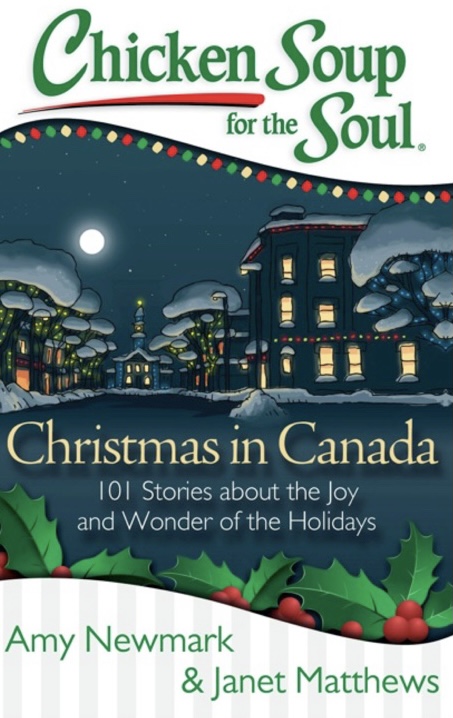 Chicken Soup
for the Soul®
Christmas in Canada
101 Stories about the Joy
and Wonder of the Holidays
Amy Newmark
& Janet Matthews